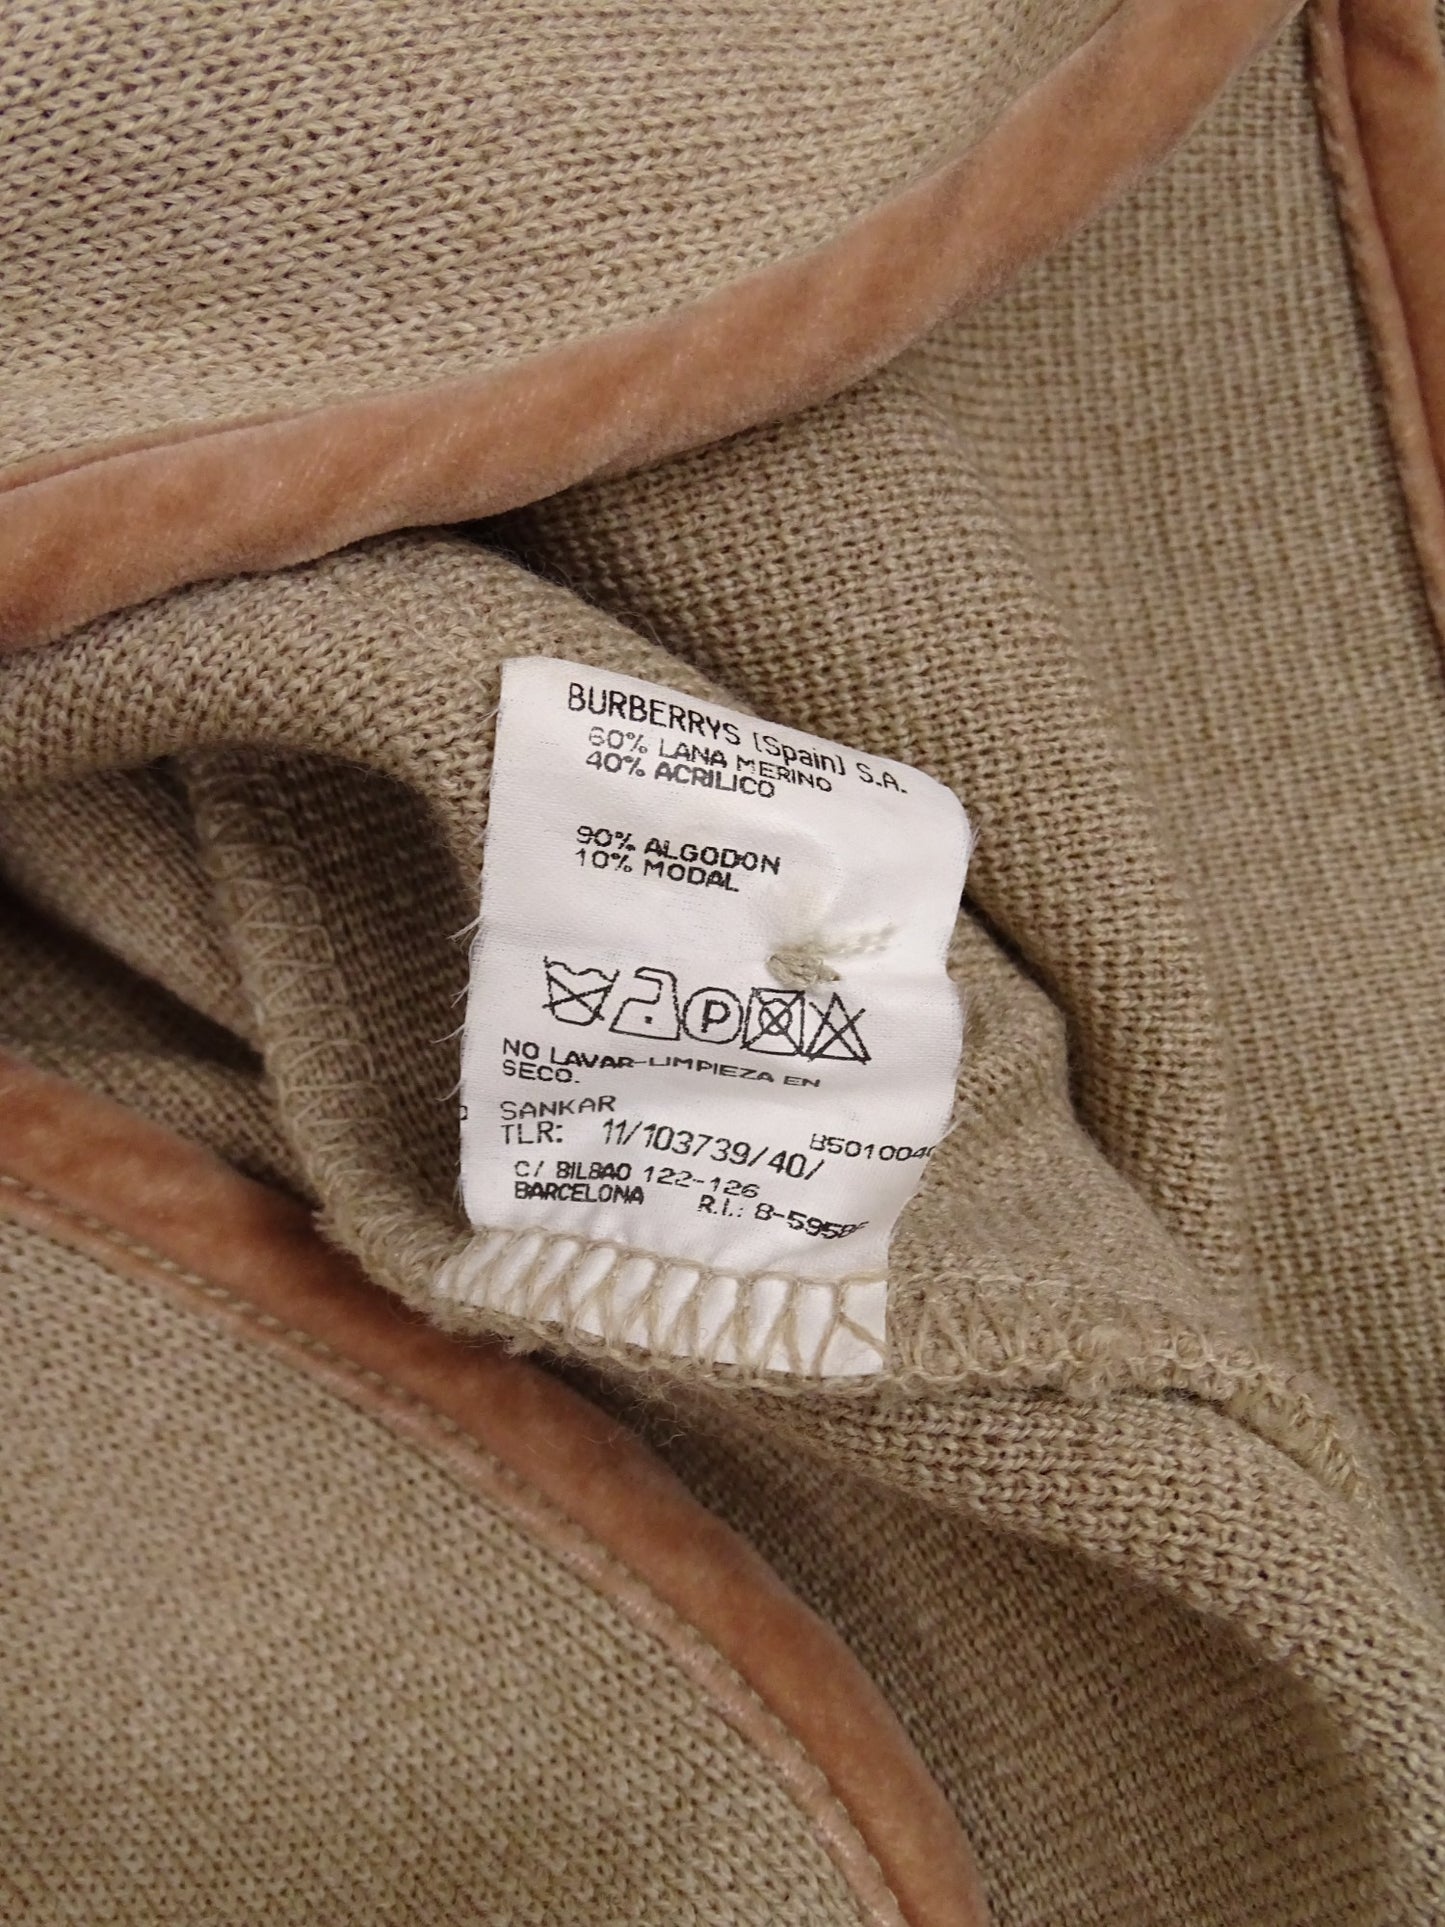 BURBERRYS (Spain) S.A.
60% LANA MERINO
40% ACRILICO
90% ALGODON
10% MODAL
P
NO LAVAR-LIMPIEZA EN
SECO.
SANKAR
TLR: 11/103739/40/ B501004
C/ BILBAO 122-126
BARCELONA R.I.: B-595